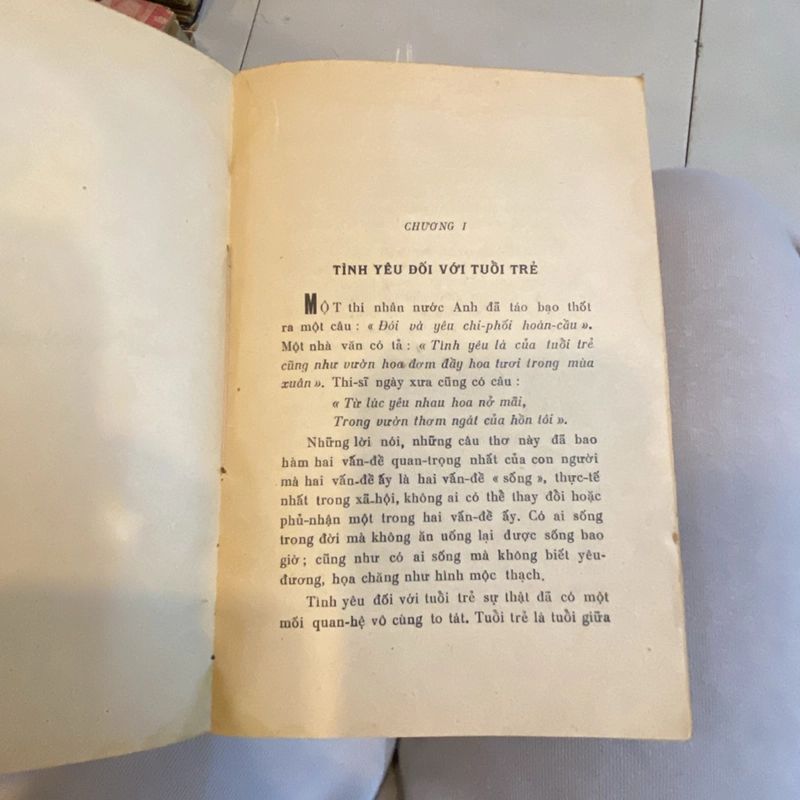 CHƯƠNG I
TÌNH YÊU ĐỐI VỚI TUỔI TRẺ
MỘT thi nhân nước Anh đã táo bạo thốt
ra một câu : « Đói và yêu chi-phối hoàn-cầu ».
Một nhà văn có tả : « Tình yêu là của tuổi trẻ
cũng như vườn hoa đơm đầy hoa tươi trong mùa
xuân ». Thi-sĩ ngày xưa cũng có câu :
« Từ lúc yêu nhau hoa nở mãi,
Trong vườn thơm ngát của hồn tôi ».
Những lời nói, những câu thơ này đã bao
hàm hai vấn-đề quan-trọng nhất của con người
mà hai vấn-đề ấy là hai vấn-đề « sống », thực-tế
nhất trong xã-hội, không ai có thể thay đổi hoặc
phủ-nhận một trong hai vấn-đề ấy. Có ai sống
trong đời mà không ăn uống lại được sống bao
giờ ; cũng như có ai sống mà không biết yêu-
đương, họa chăng như hình mộc thạch.
Tình yêu đối với tuổi trẻ sự thật đã có một
mối quan-hệ vô cùng to tát. Tuổi trẻ là tuổi giữa